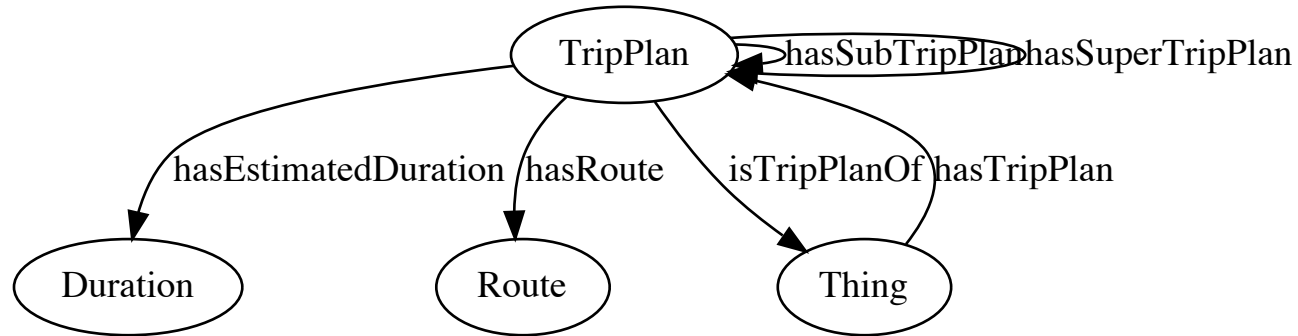 TripPlan
hasSubTripPlan
hasSuperTripPlan
hasEstimatedDuration
hasRoute
isTripPlanOf
hasTripPlan
Duration
Route
Thing